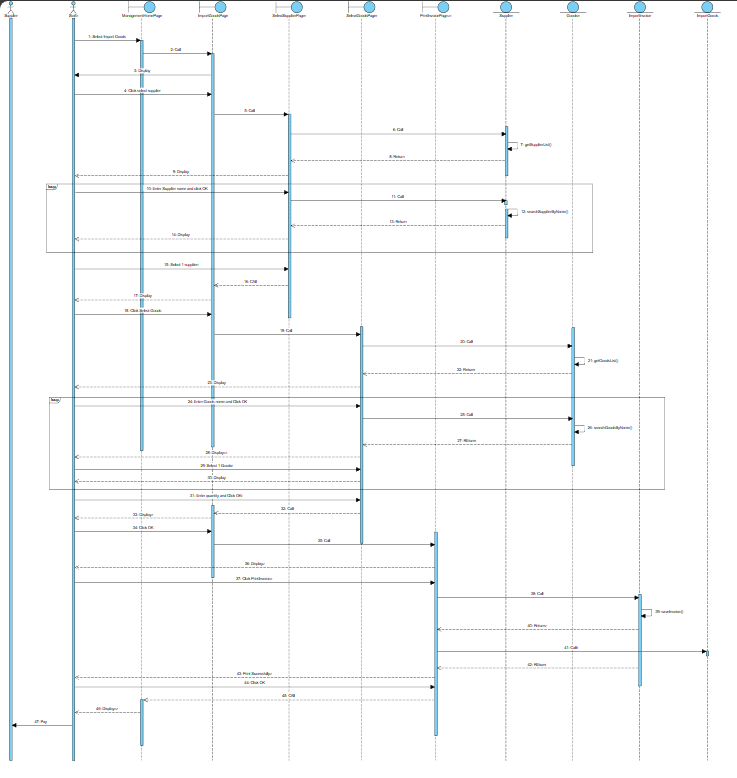 Supplier
ManagementHomePage
ImportGoodsPage
SelectSupplierPage
SelectGoodsPage
PrintInvoicePage
Supplier
Goods
ImportInvoice
ImportGoods
1: Select Import Goods
2: Call
3: Display
4: Click select supplier
5: Call
6: Call
7: getSupplierList()
8: Return
9: Display
loop
10: Enter Supplier name and click OK
11: Call
12: searchSupplierByName()
13: Return
14: Display
15: Select 1 supplier
16: Call
17: Display
18: Click Select Goods
19: Call
20: Call
21: getGoodsList()
22: Return
23: Display
loop
24: Enter Goods name and Click OK
25: Call
26: searchGoodsByName()
27: Return
28: Display
29: Select 1 Goods
30: Display
31: Enter quantity and Click OK
32: Call
33: Display
34: Click OK
35: Call
36: Display
37: Click Print Invoice
38: Call
39: saveInvoice()
40: Return
41: Call
42: Return
43:
44: Click OK
45: Call
46: Display
47: Pay